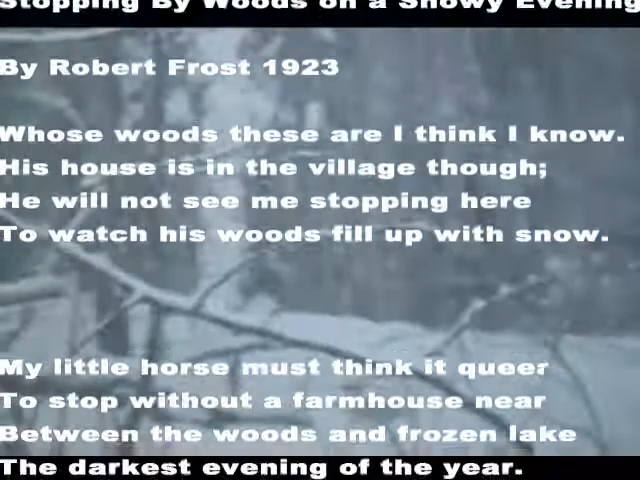 Stopping By Woods on a Snowy Evening
By Robert Frost 1923
Whose woods these are I think I know.
His house is in the village though;
He will not see me stopping here
To watch his woods fill up with snow.
My little horse must think it queer
To stop without a farmhouse near
Between the woods and frozen lake
The darkest evening of the year.